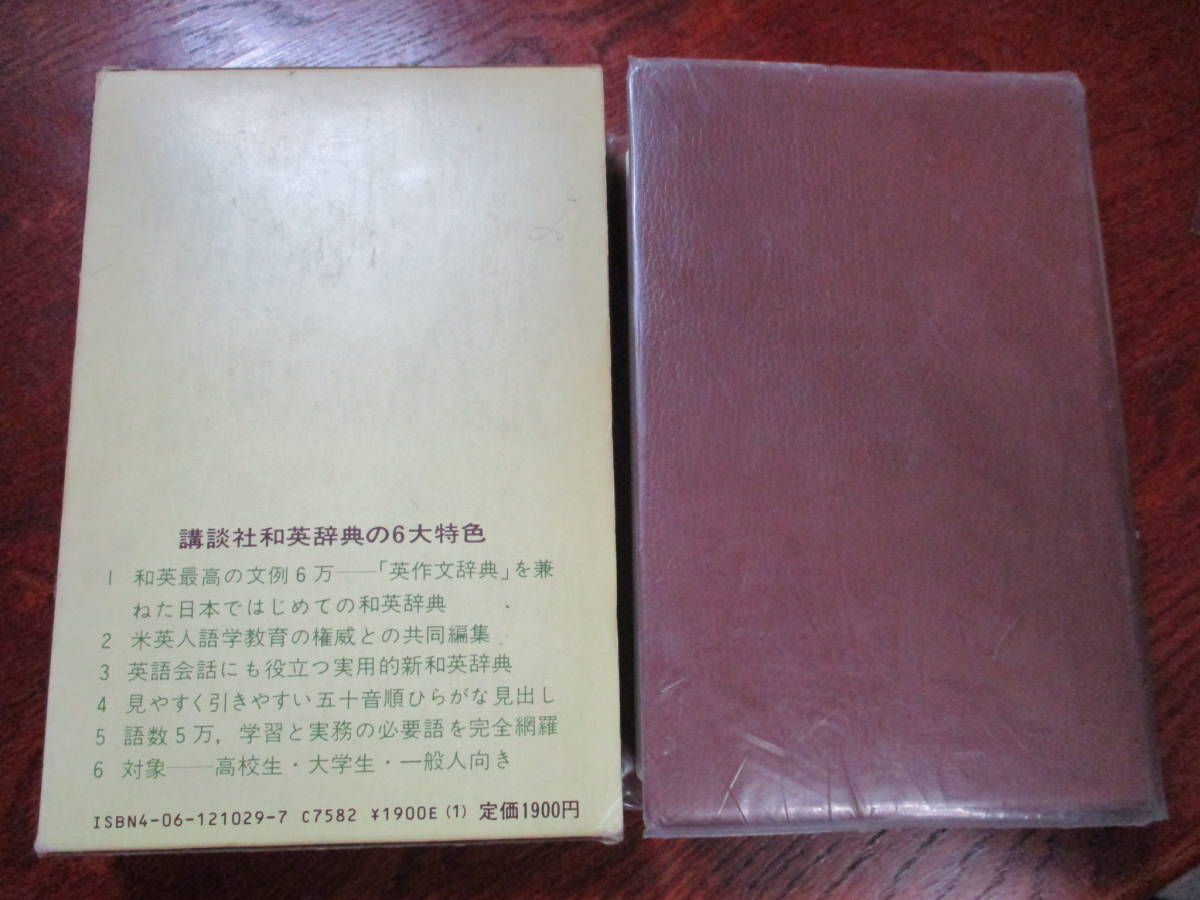 講談社和英辞典の6大特色
1 和英最高の文例6万――「英作文辞典」を兼
ねた日本ではじめての和英辞典
2 米英人語学教育の権威との共同編集
3 英語会話にも役立つ実用的新和英辞典
4 見やすく引きやすい五十音順ひらがな見出し
5 語数5万,学習と実務の必要語を完全網羅
6 対象――高校生・大学生・一般人向き
ISBN4-06-121029-7 C7582 ¥1900E (1) 定価1900円